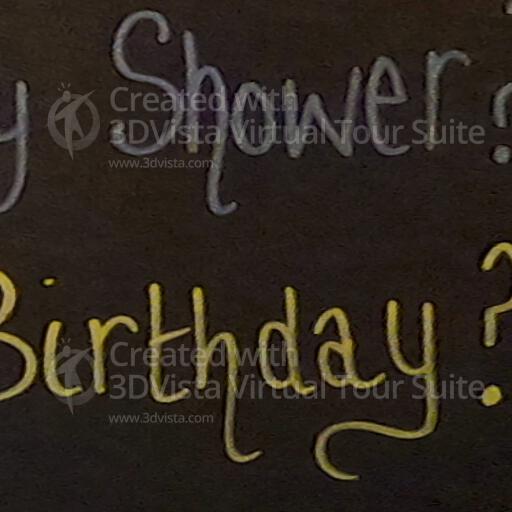 y Shower?
Created with
3DVista Virtual Tour Suite
www.3dvista.com
Birthday?
Created with
3DVista Virtual Tour Suite
www.3dvista.com